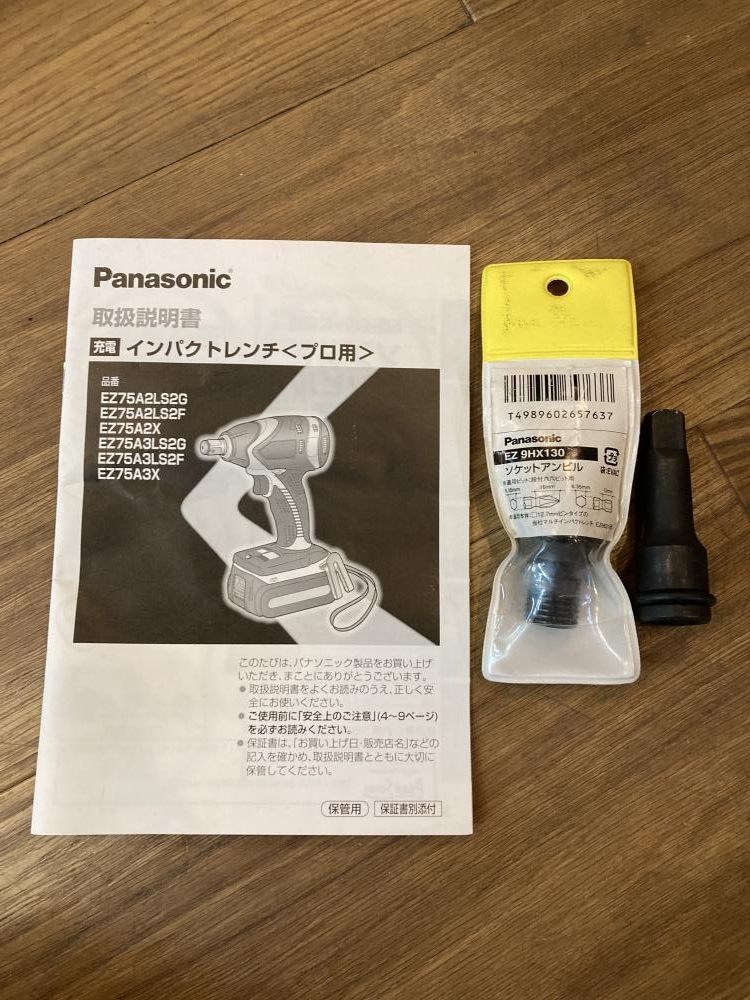 Panasonic
取扱説明書
充電 インパクトレンチ<プロ用>
品番
EZ75A2LS2G
EZ75A2LS2F
EZ75A2X
EZ75A3LS2G
EZ75A3LS2F
EZ75A3X
このたびは、パナソニック製品をお買い上げ
いただき、まことにありがとうございます。
● 取扱説明書をよくお読みのうえ、正しく安
全にお使いください。
● ご使用前に「安全上のご注意」(4〜9ページ)
を必ずお読みください。
● 保証書は、「お買い上げ日・販売店名」などの
記入を確かめ、取扱説明書とともに大切に
保管してください。
保管用 保証書別添付
T4989602657637
Panasonic
EZ 9HX130
ソケットアンビル
プラ
袋:EVAC